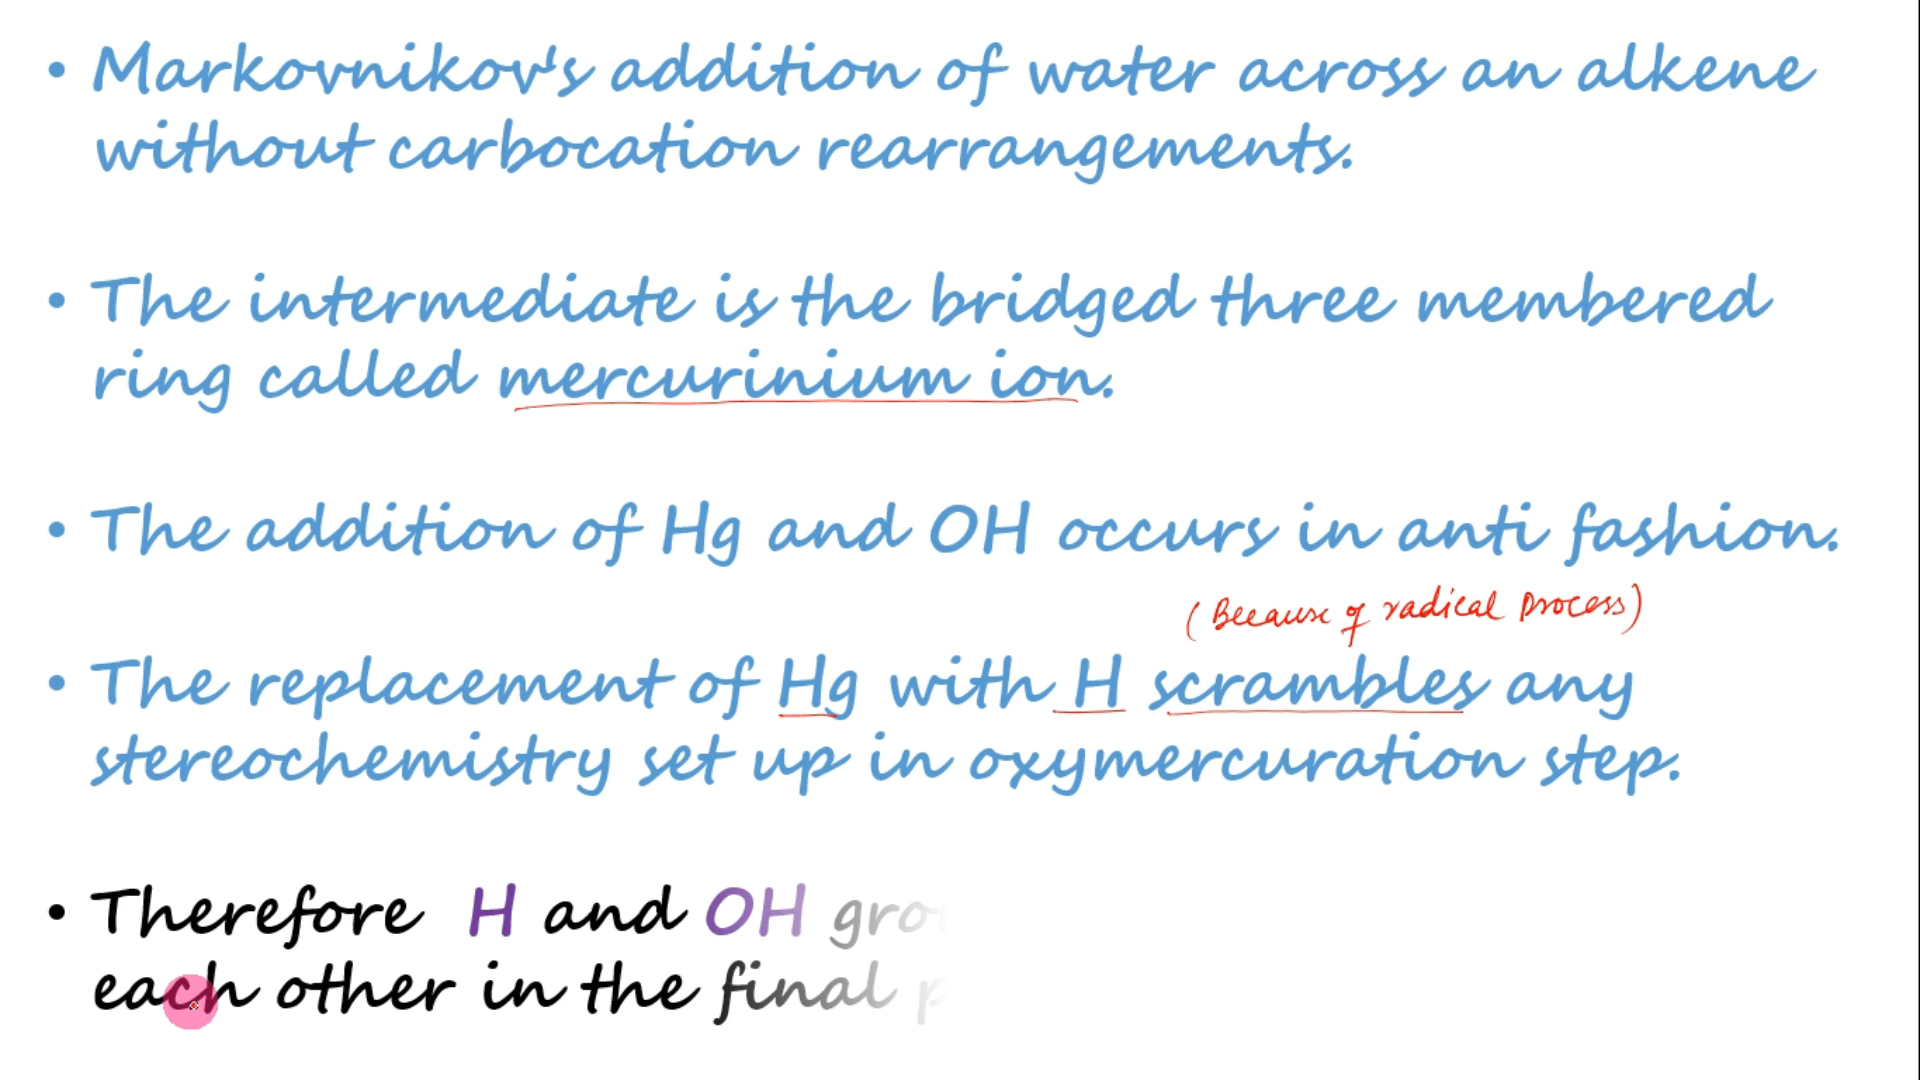 • Markovnikov's addition of water across an alkene
without carbocation rearrangements.
• The intermediate is the bridged three membered
ring called mercurinium ion.
• The addition of Hg and OH occurs in anti fashion.
(Because of radical process)
• The replacement of Hg with H scrambles any
stereochemistry set up in oxymercuration step.
• Therefore H and OH
each other in the final